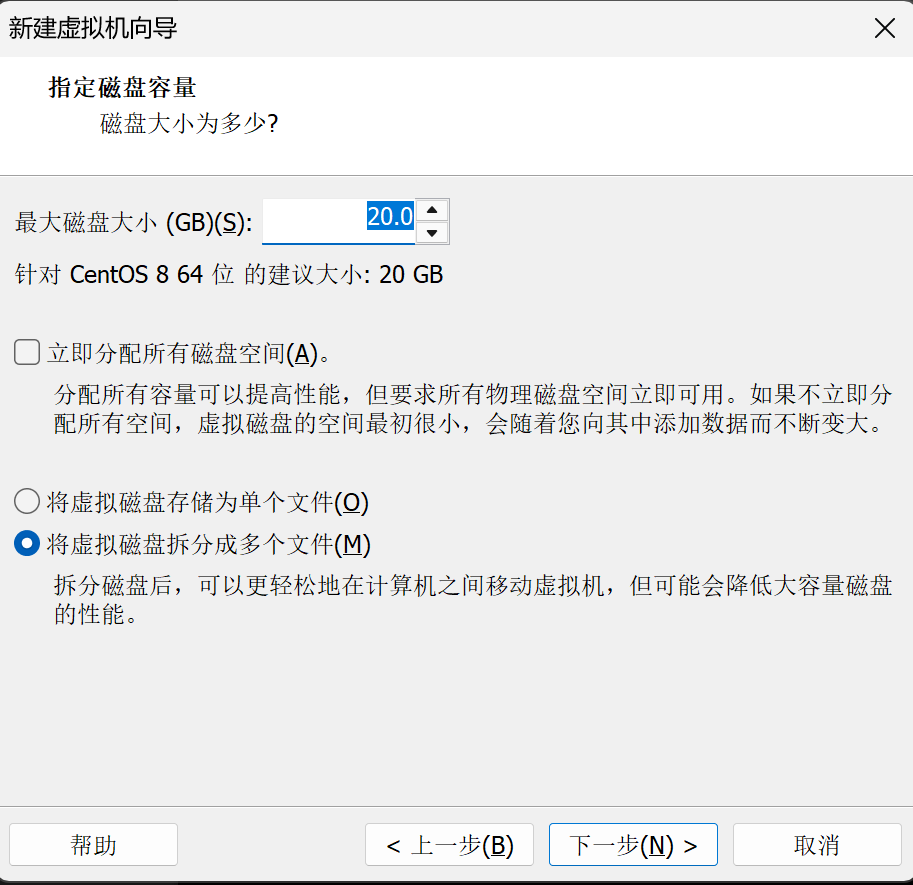 新建虚拟机向导
指定磁盘容量
磁盘大小为多少?
最大磁盘大小 (GB)(S): 20.0
针对 CentOS 8 64 位 的建议大小: 20 GB
立即分配所有磁盘空间(A)。
分配所有容量可以提高性能，但要求所有物理磁盘空间立即可用。如果不立即分
配所有空间，虚拟磁盘的空间最初很小，会随着您向其中添加数据而不断变大。
将虚拟磁盘存储为单个文件(O)
将虚拟磁盘拆分成多个文件(M)
拆分磁盘后，可以更轻松地在计算机之间移动虚拟机，但可能会降低大容量磁盘
的性能。
帮助 < 上一步(B) 下一步(N) > 取消